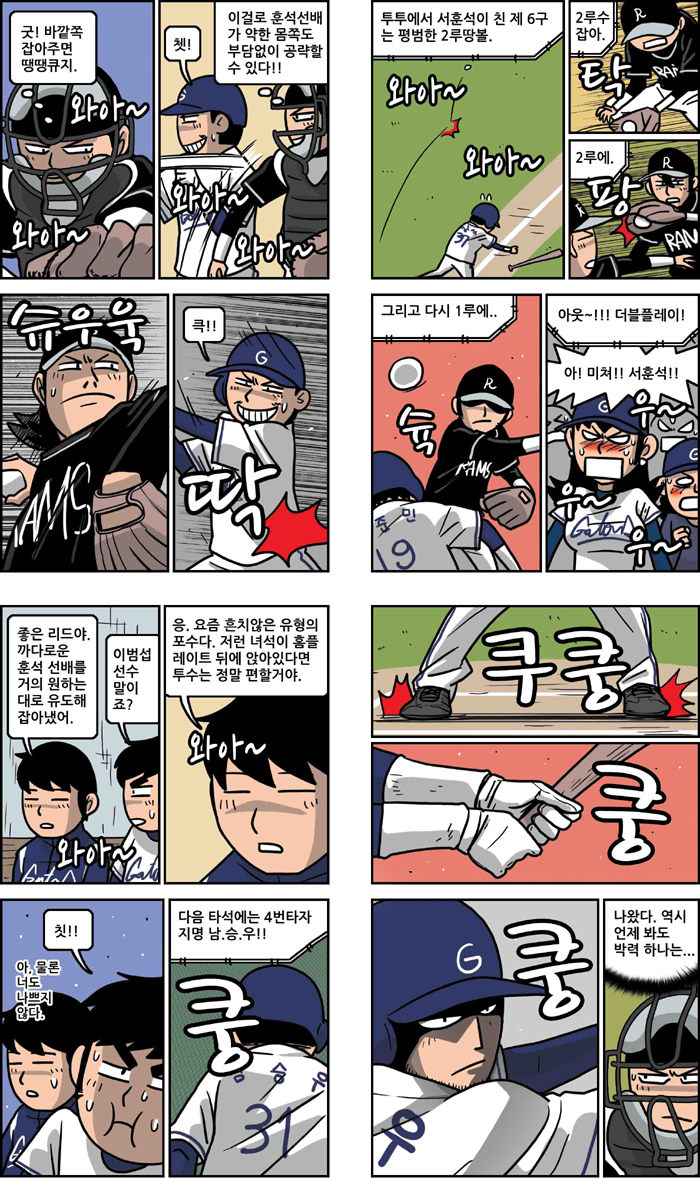 굿! 바깥쪽
잡아주면
땡땡큐지.
와아~
와아~
쳇!
이걸로 훈석선배
가 약한 몸쪽도
부담없이 공략할
수 있다!!
와아~
와아~
슈우욱
RAMS
큭!!
G
딱
투투에서 서훈석이 친 제 6구
는 평범한 2루땅볼.
와아~
와아~
2루수
잡아.
탁
RAM
2루에.
R
팡
RAM
그리고 다시 1루에..
R
슉
RAMS
준 민
19
아웃~!!! 더블플레이!
아! 미쳐!! 서훈석!!
G
우~
우~
우~
Gators
좋은 리드야.
까다로운
훈석 선배를
거의 원하는
대로 유도해
잡아냈어.
이범섭
선수
말이
죠?
와아~
Gators
응. 요즘 흔치않은 유형의
포수다. 저런 녀석이 홈플
레이트 뒤에 앉아있다면
투수는 정말 편할거야.
와아~
칫!!
아, 물론
너도
나쁘지
않다.
다음 타석에는 4번타자
지명 남.승.우!!
쿵
승 우
31
쿠쿵
쿵
G
쿵
우
나왔다. 역시
언제 봐도
박력 하나는...